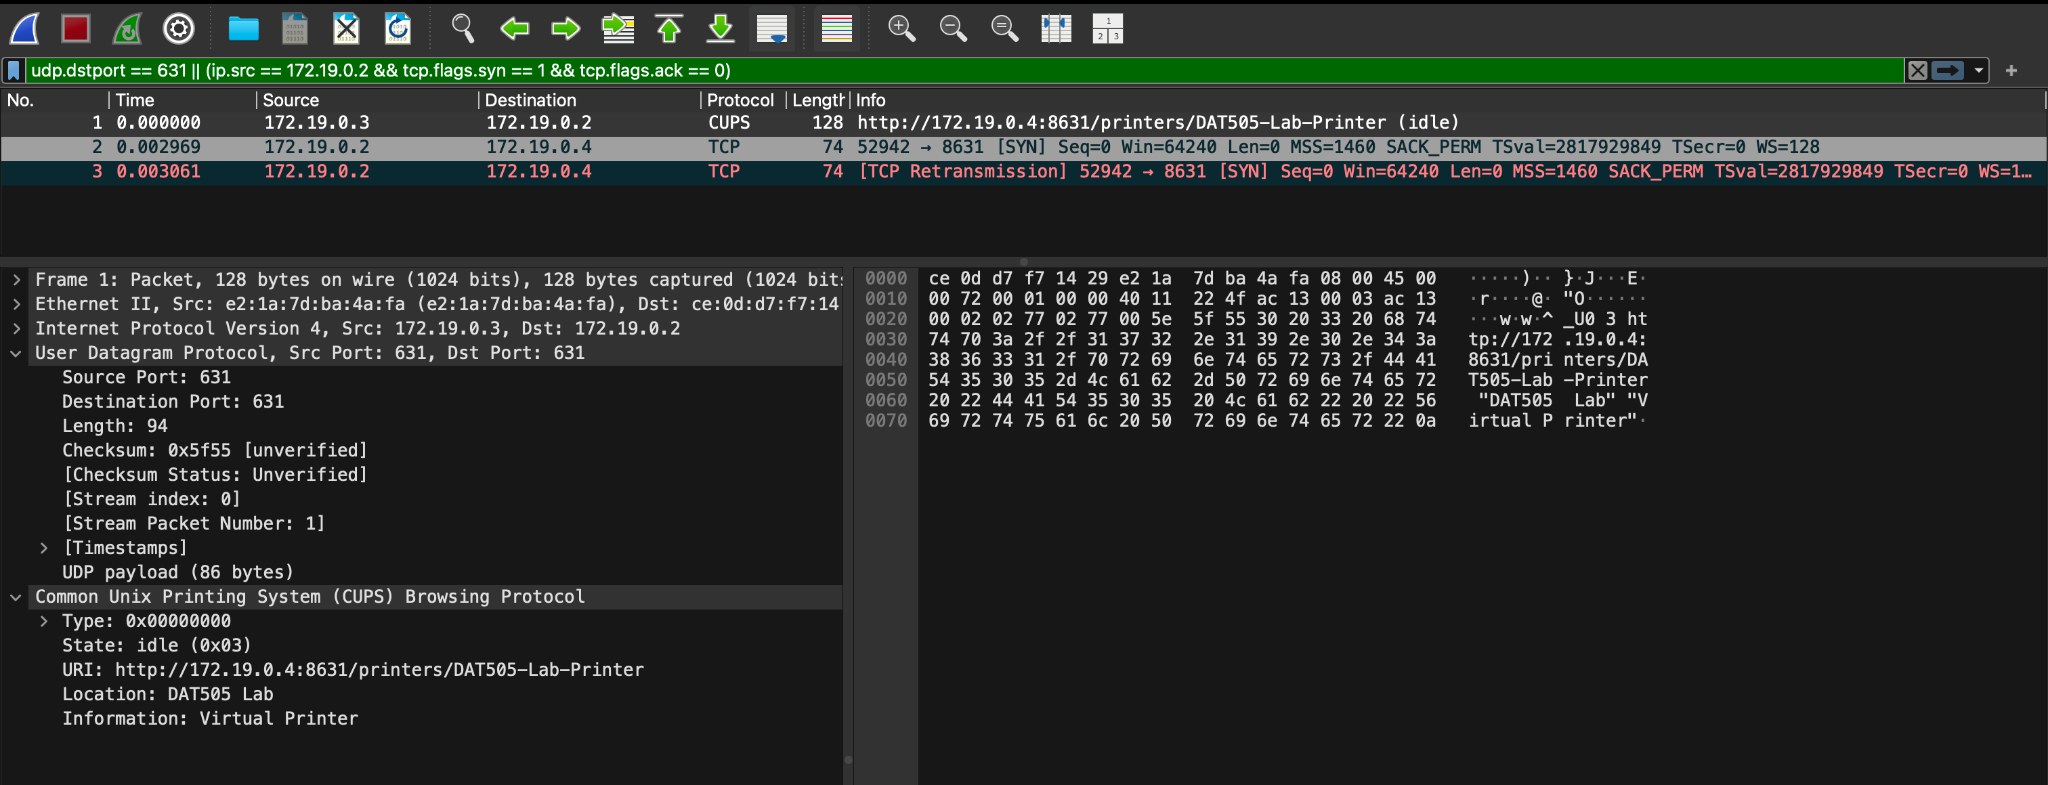 udp.dstport == 631 || (ip.src == 172.19.0.2 && tcp.flags.syn == 1 && tcp.flags.ack == 0)
No. Time Source Destination Protocol Length Info
1 0.000000 172.19.0.3 172.19.0.2 CUPS 128 http://172.19.0.4:8631/printers/DAT505-Lab-Printer (idle)
2 0.002969 172.19.0.2 172.19.0.4 TCP 74 52942 → 8631 [SYN] Seq=0 Win=64240 Len=0 MSS=1460 SACK_PERM TSval=2817929849 TSecr=0 WS=128
3 0.003061 172.19.0.2 172.19.0.4 TCP 74 [TCP Retransmission] 52942 → 8631 [SYN] Seq=0 Win=64240 Len=0 MSS=1460 SACK_PERM TSval=2817929849 TSecr=0 WS=1…
Frame 1: Packet, 128 bytes on wire (1024 bits), 128 bytes captured (1024 bit
Ethernet II, Src: e2:1a:7d:ba:4a:fa (e2:1a:7d:ba:4a:fa), Dst: ce:0d:d7:f7:14
Internet Protocol Version 4, Src: 172.19.0.3, Dst: 172.19.0.2
User Datagram Protocol, Src Port: 631, Dst Port: 631
Source Port: 631
Destination Port: 631
Length: 94
Checksum: 0x5f55 [unverified]
[Checksum Status: Unverified]
[Stream index: 0]
[Stream Packet Number: 1]
[Timestamps]
UDP payload (86 bytes)
Common Unix Printing System (CUPS) Browsing Protocol
Type: 0x00000000
State: idle (0x03)
URI: http://172.19.0.4:8631/printers/DAT505-Lab-Printer
Location: DAT505 Lab
Information: Virtual Printer
0000 ce 0d d7 f7 14 29 e2 1a 7d ba 4a fa 08 00 45 00 ·····)·· }·J···E·
0010 00 72 00 01 00 00 40 11 22 4f ac 13 00 03 ac 13 ·r····@· "O······
0020 00 02 02 77 02 77 00 5e 5f 55 30 20 33 20 68 74 ···w·w·^ _U0 3 ht
0030 74 70 3a 2f 2f 31 37 32 2e 31 39 2e 30 2e 34 3a tp://172 .19.0.4:
0040 38 36 33 31 2f 70 72 69 6e 74 65 72 73 2f 44 41 8631/pri nters/DA
0050 54 35 30 35 2d 4c 61 62 2d 50 72 69 6e 74 65 72 T505-Lab -Printer
0060 20 22 44 41 54 35 30 35 20 4c 61 62 22 20 22 56 "DAT505 Lab" "V
0070 69 72 74 75 61 6c 20 50 72 69 6e 74 65 72 22 0a irtual P rinter"·